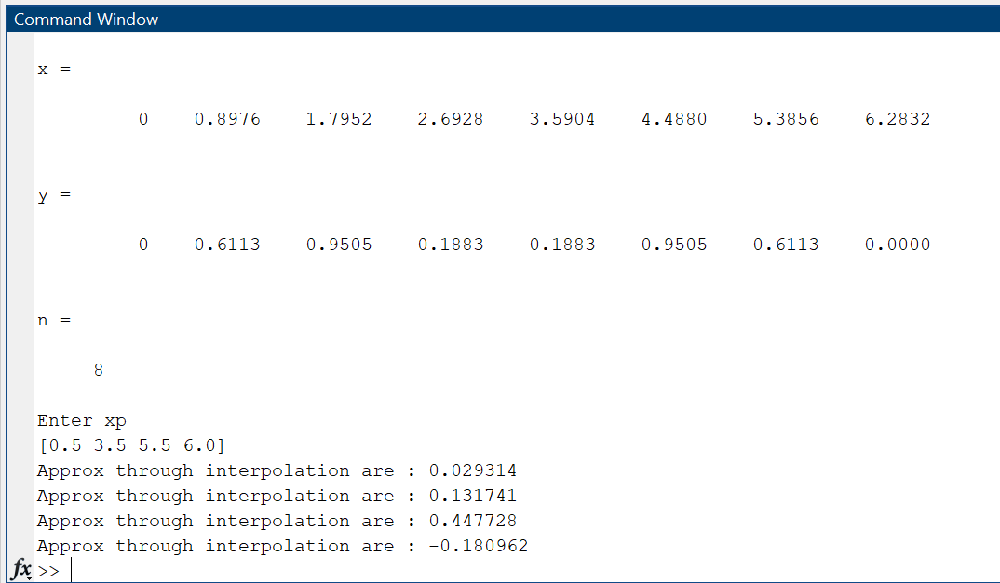 Command Window
x =
0 0.8976 1.7952 2.6928 3.5904 4.4880 5.3856 6.2832
y =
0 0.6113 0.9505 0.1883 0.1883 0.9505 0.6113 0.0000
n =
8
Enter xp
[0.5 3.5 5.5 6.0]
Approx through interpolation are : 0.029314
Approx through interpolation are : 0.131741
Approx through interpolation are : 0.447728
Approx through interpolation are : -0.180962
fx >>